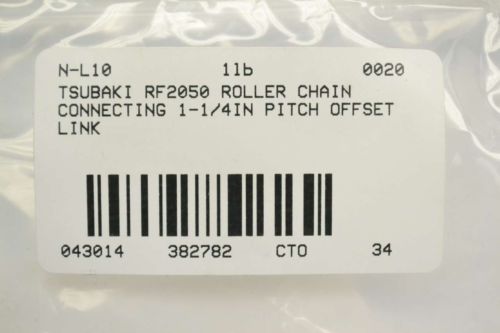 N-L10 1lb 0020
TSUBAKI RF2050 ROLLER CHAIN
CONNECTING 1-1/4IN PITCH OFFSET
LINK
043014 382782 CTO 34